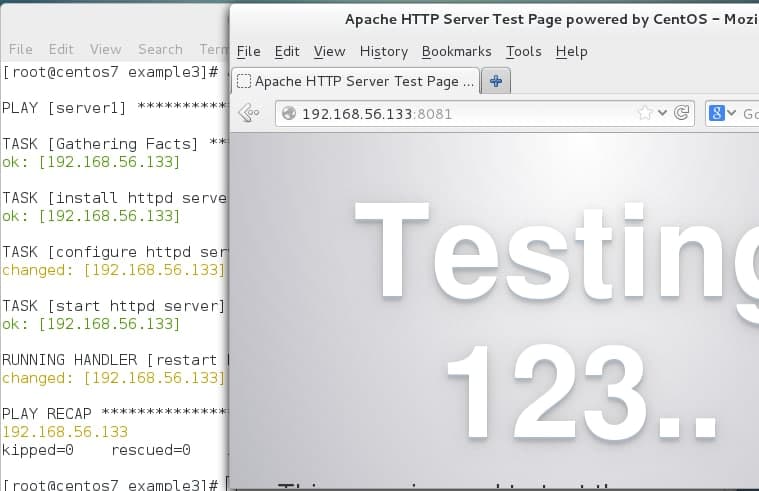 File Edit View Search Term
[root@centos7 example3]#
PLAY [server1] **********
TASK [Gathering Facts] **
ok: [192.168.56.133]
TASK [install httpd serve
ok: [192.168.56.133]
TASK [configure httpd ser
changed: [192.168.56.133]
TASK [start httpd server]
ok: [192.168.56.133]
RUNNING HANDLER [restart
changed: [192.168.56.133]
PLAY RECAP **************
192.168.56.133
kipped=0 rescued=0
[root@centos7 example3]#
Apache HTTP Server Test Page powered by CentOS - Mozi
File Edit View History Bookmarks Tools Help
Apache HTTP Server Test Page ...
192.168.56.133:8081
Go
Testing
123..